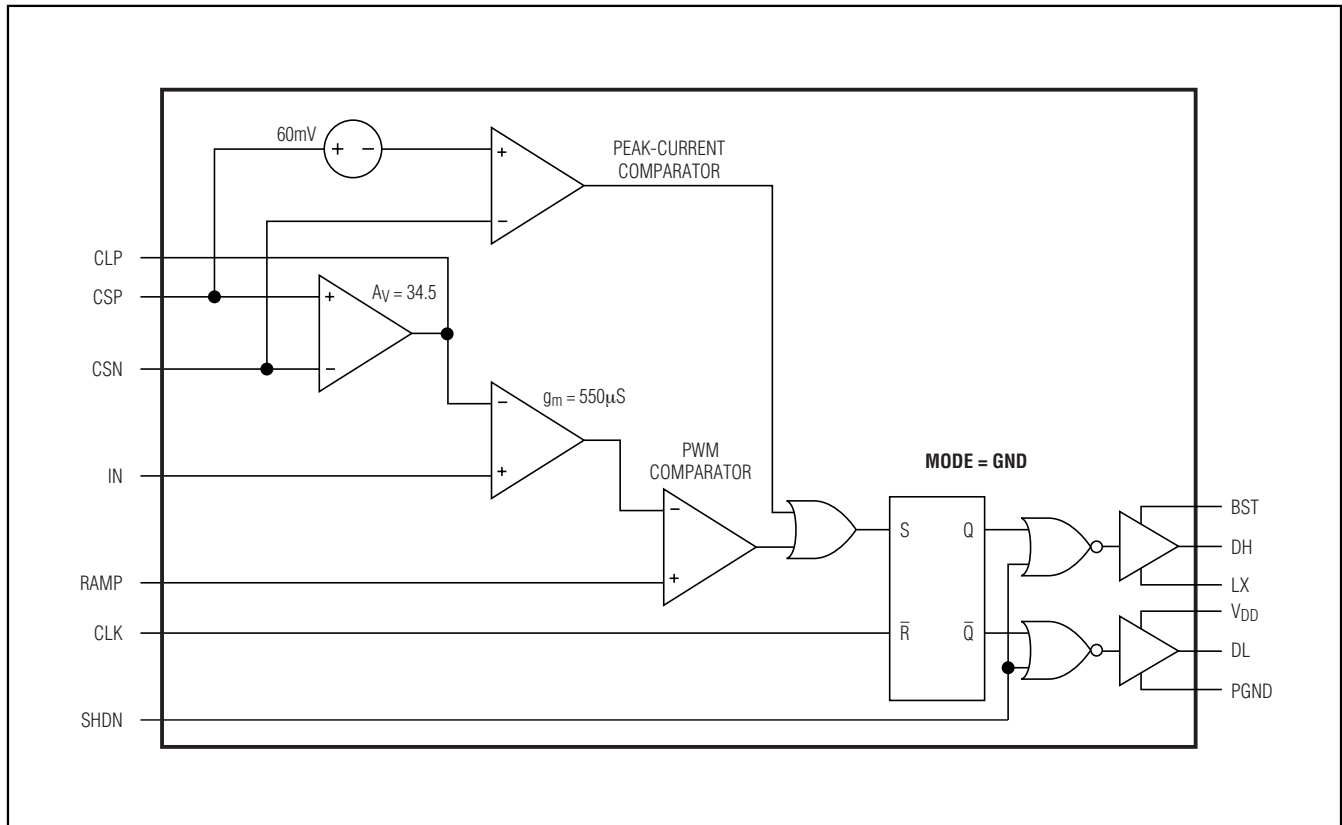 60mV
+ −
+
−
PEAK-CURRENT
COMPARATOR
CLP
CSP
CSN
+
−
AV = 34.5
gm = 550μS
−
+
IN
PWM
COMPARATOR
−
+
RAMP
CLK
SHDN
MODE = GND
S Q
R̅ Q̅
BST
DH
LX
VDD
DL
PGND